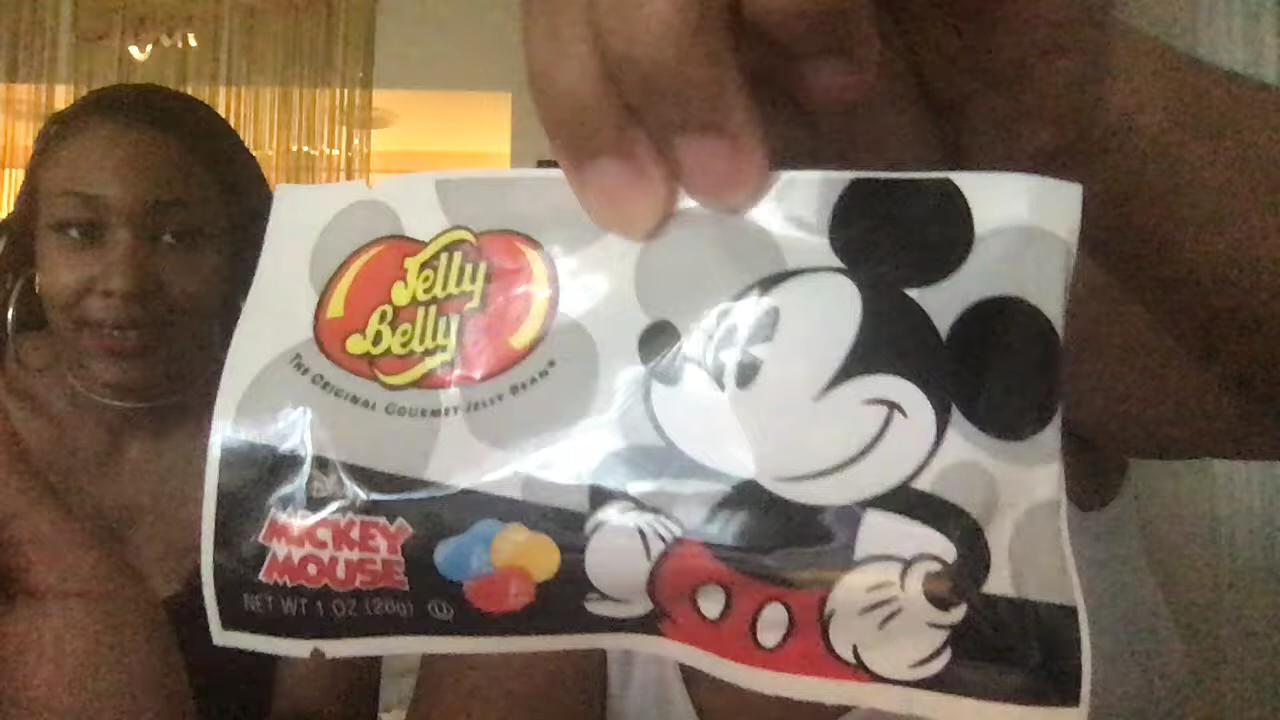 Jelly
Belly
THE ORIGINAL GOURMET JELLY BEAN®
MICKEY
MOUSE
NET WT 1 OZ (28g) U